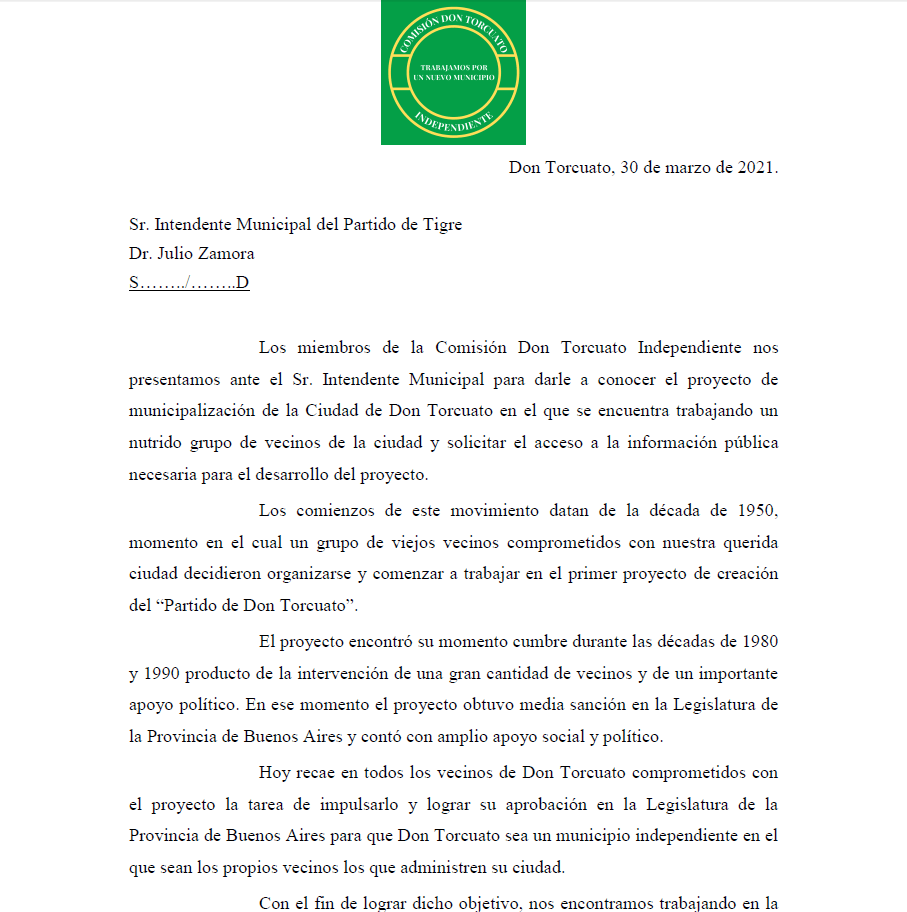 COMISIÓN DON TORCUATO
TRABAJAMOS POR
UN NUEVO MUNICIPIO
INDEPENDIENTE
Don Torcuato, 30 de marzo de 2021.
Sr. Intendente Municipal del Partido de Tigre
Dr. Julio Zamora
S……../……..D
Los miembros de la Comisión Don Torcuato Independiente nos
presentamos ante el Sr. Intendente Municipal para darle a conocer el proyecto de
municipalización de la Ciudad de Don Torcuato en el que se encuentra trabajando un
nutrido grupo de vecinos de la ciudad y solicitar el acceso a la información pública
necesaria para el desarrollo del proyecto.
Los comienzos de este movimiento datan de la década de 1950,
momento en el cual un grupo de viejos vecinos comprometidos con nuestra querida
ciudad decidieron organizarse y comenzar a trabajar en el primer proyecto de creación
del “Partido de Don Torcuato”.
El proyecto encontró su momento cumbre durante las décadas de 1980
y 1990 producto de la intervención de una gran cantidad de vecinos y de un importante
apoyo político. En ese momento el proyecto obtuvo media sanción en la Legislatura de
la Provincia de Buenos Aires y contó con amplio apoyo social y político.
Hoy recae en todos los vecinos de Don Torcuato comprometidos con
el proyecto la tarea de impulsarlo y lograr su aprobación en la Legislatura de la
Provincia de Buenos Aires para que Don Torcuato sea un municipio independiente en el
que sean los propios vecinos los que administren su ciudad.
Con el fin de lograr dicho objetivo, nos encontramos trabajando en la